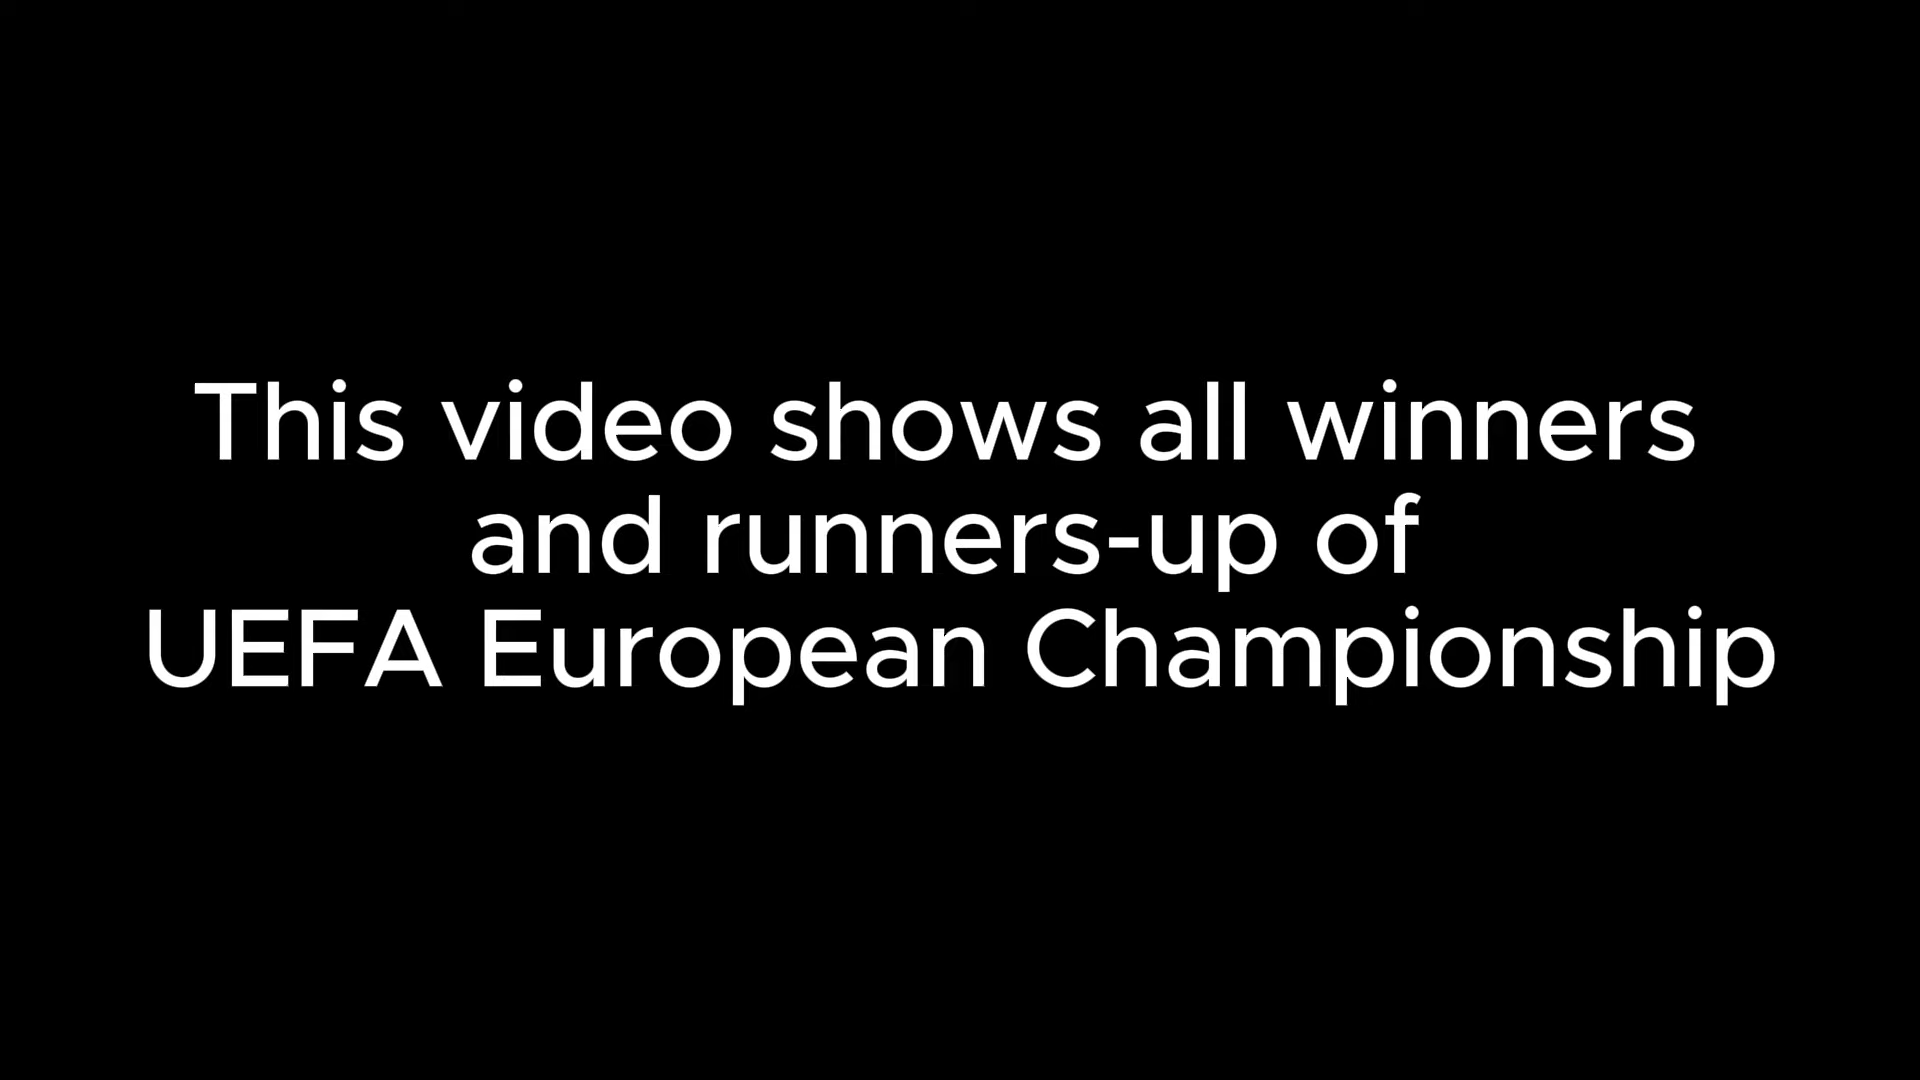 This video shows all winners
and runners-up of
UEFA European Championship